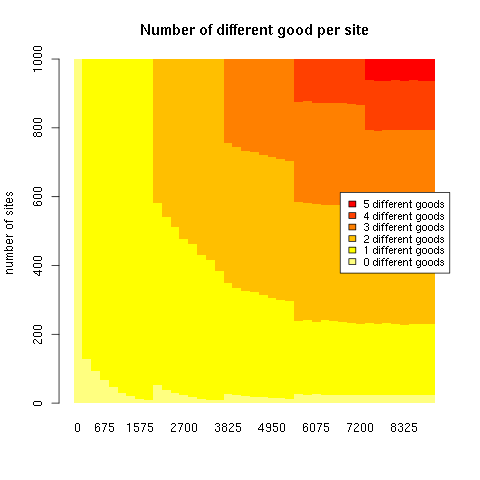 Number of different good per site
number of sites
1000
800
600
400
200
0
5 different goods
4 different goods
3 different goods
2 different goods
1 different goods
0 different goods
0 675 1575 2700 3825 4950 6075 7200 8325